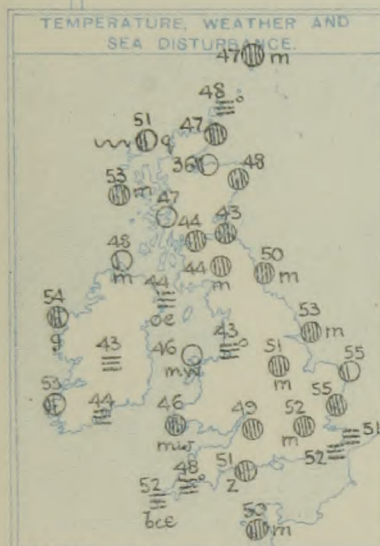 TEMPERATURE, WEATHER AND
SEA DISTURBANCE.
47 m
48
51 47
q
36 48
53 m
47
44 43
48 44 50 m
m m
54 44 53 m
g oe
43 46 43 51 55
mw m
53 44 46 49 52 55
mw m 51
52
48 51
52 z
bce
50 m